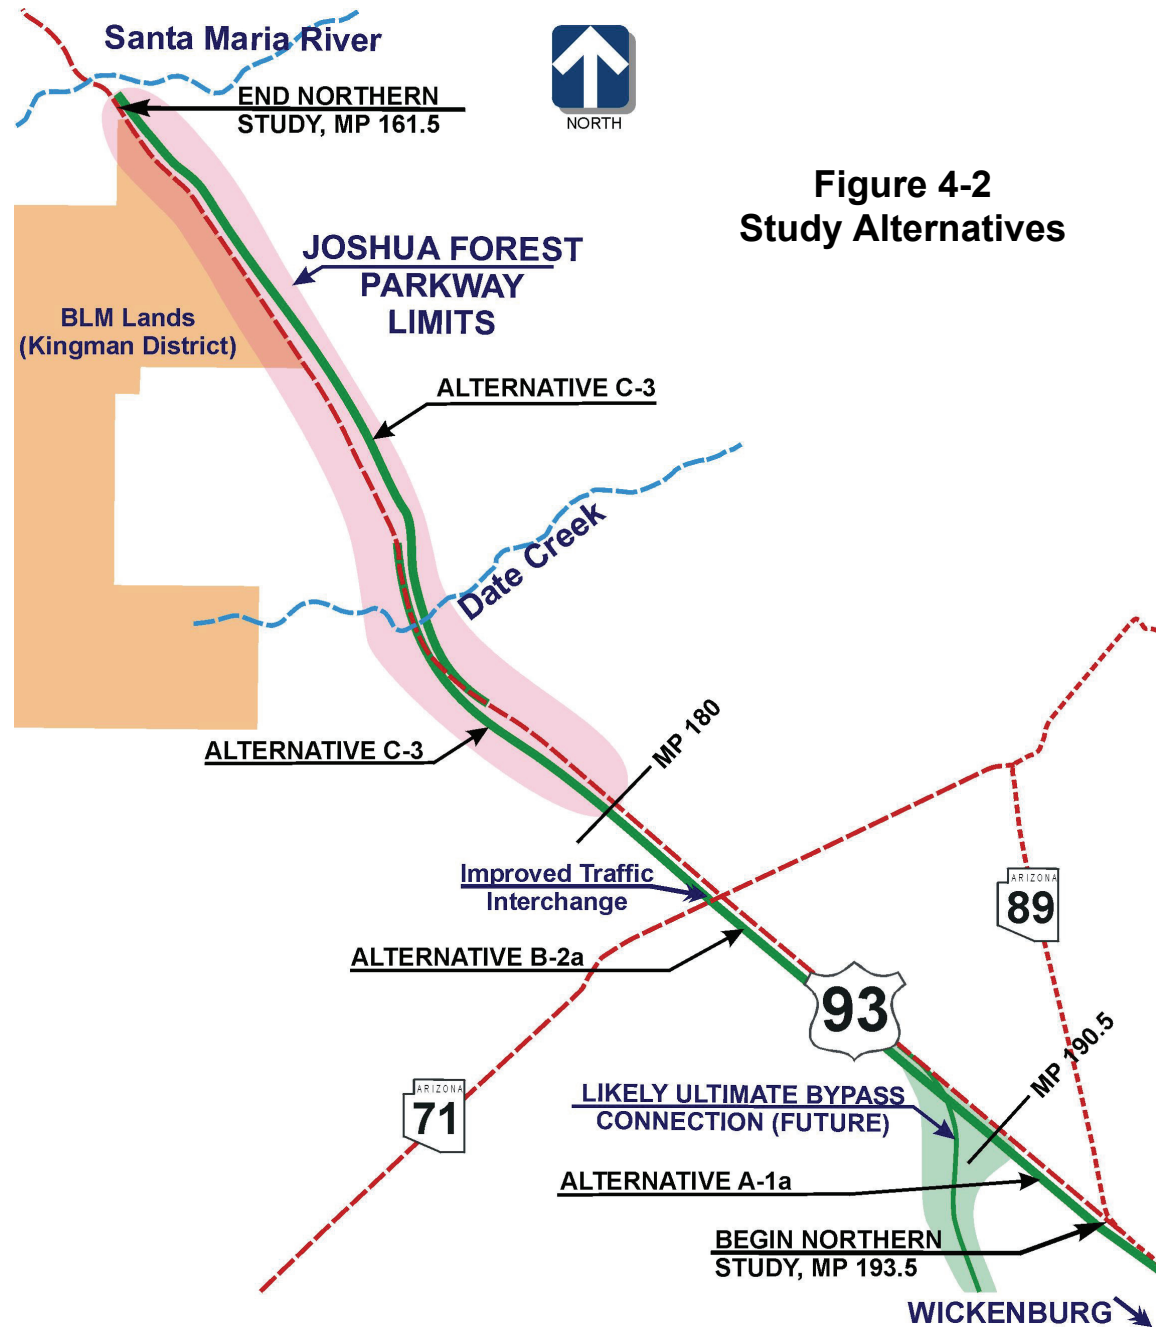 Santa Maria River
END NORTHERN
STUDY, MP 161.5
NORTH
Figure 4-2
Study Alternatives
JOSHUA FOREST
PARKWAY
LIMITS
BLM Lands
(Kingman District)
ALTERNATIVE C-3
Date Creek
MP 180
ALTERNATIVE C-3
Improved Traffic
Interchange
ARIZONA
89
ALTERNATIVE B-2a
93
MP 190.5
ARIZONA
71
LIKELY ULTIMATE BYPASS
CONNECTION (FUTURE)
ALTERNATIVE A-1a
BEGIN NORTHERN
STUDY, MP 193.5
WICKENBURG